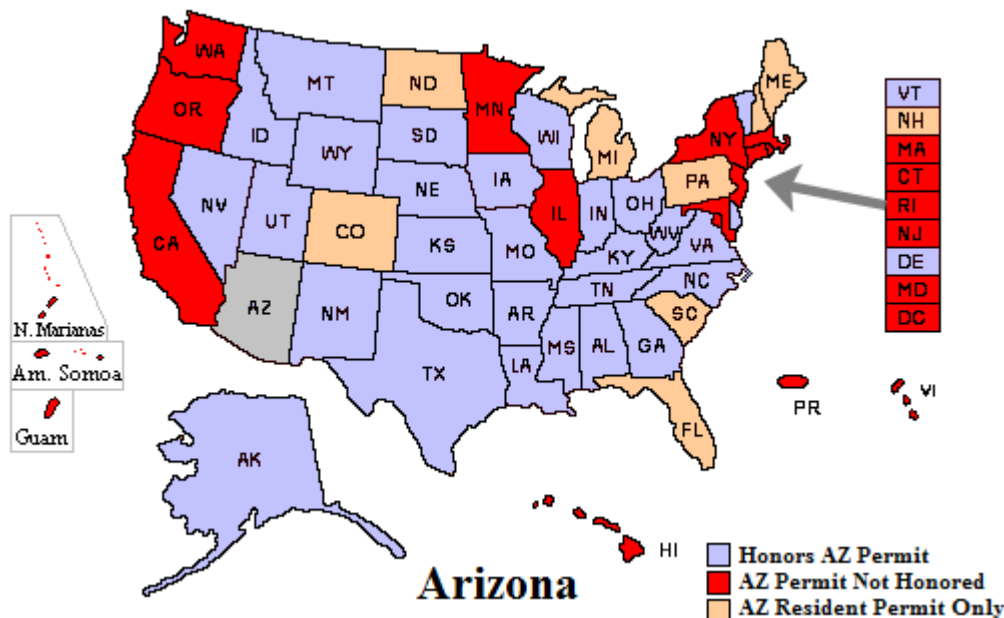 WA
MT
ND
MN
ME
VT
NH
MA
CT
RI
NJ
DE
MD
DC
OR
ID
SD
WI
NY
WY
MI
IA
PA
NE
NV
UT
CO
IL
IN
OH
CA
KS
MO
WV
VA
KY
NC
TN
AZ
NM
OK
AR
SC
MS
AL
GA
LA
TX
FL
N. Marianas
Am. Somoa
Guam
PR
VI
AK
HI
Arizona
Honors AZ Permit
AZ Permit Not Honored
AZ Resident Permit Only